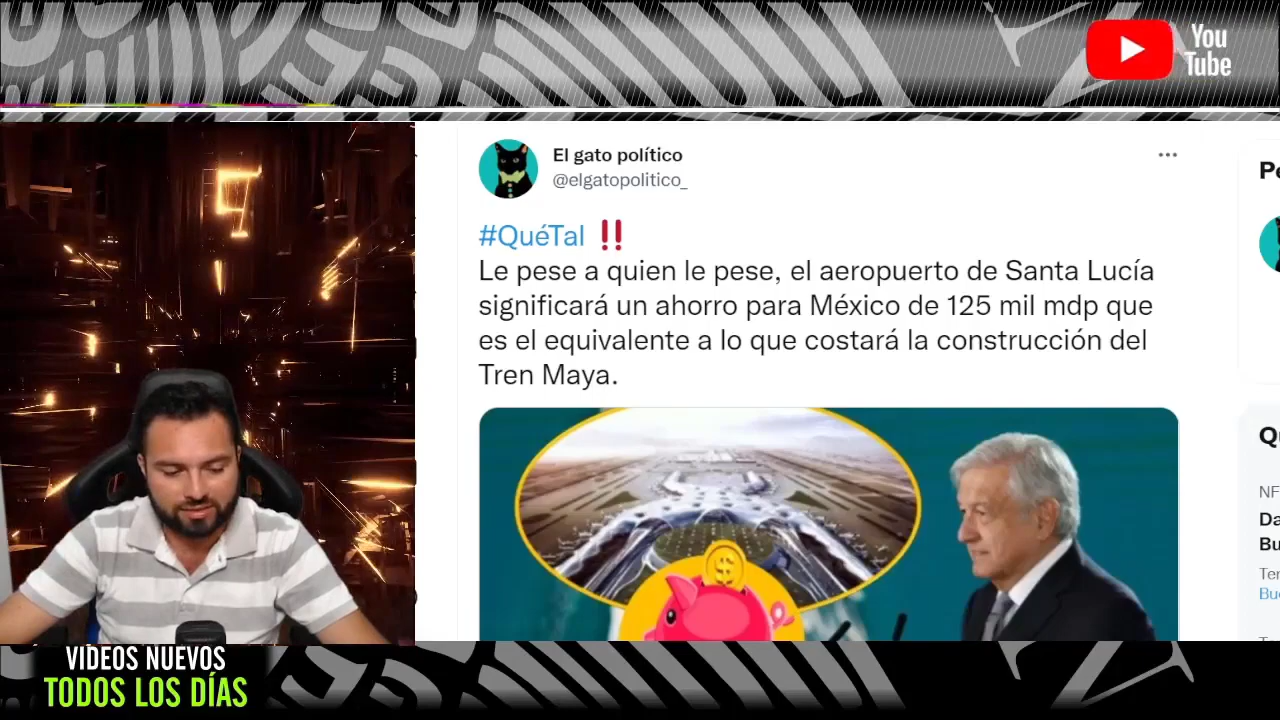 You
Tube
El gato político
@elgatopolitico_
#QuéTal ‼
Le pese a quien le pese, el aeropuerto de Santa Lucía
significará un ahorro para México de 125 mil mdp que
es el equivalente a lo que costará la construcción del
Tren Maya.
$
VIDEOS NUEVOS
TODOS LOS DÍAS